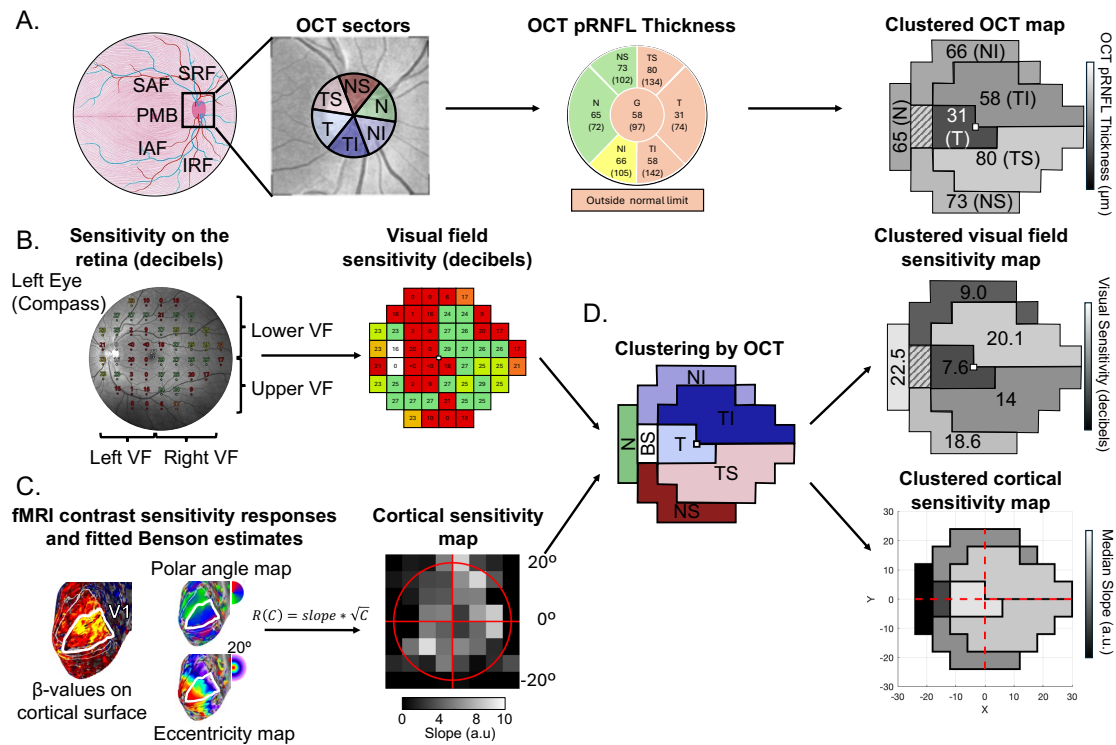 A.
OCT sectors
OCT pRNFL Thickness
Clustered OCT map
SRF
SAF
PMB
IAF
IRF
NS
TS
N
T
NI
TI
NS
73
(102)
TS
80
(134)
N
65
(72)
G
58
(97)
T
31
(74)
NI
66
(105)
TI
58
(142)
Outside normal limit
66 (NI)
58 (TI)
65 (N)
31
(T)
80 (TS)
73 (NS)
OCT pRNFL
Thickness (µm)
B.
Sensitivity on the
retina (decibels)
Left Eye
(Compass)
Lower VF
Upper VF
Left VF
Right VF
Visual field
sensitivity (decibels)
D.
Clustering by OCT
NI
TI
N
BS
T
TS
NS
Clustered visual field
sensitivity map
9.0
20.1
22.5
7.6
14
18.6
Visual Sensitivity
(decibels)
C.
fMRI contrast sensitivity responses
and fitted Benson estimates
Polar angle map
V1
R(C) = slope * √C
20º
β-values on
cortical surface
Eccentricity map
Cortical sensitivity
map
20º
0º
-20º
0
5
10
Slope (a.u)
Clustered cortical
sensitivity map
30
20
10
0
-10
-20
-30
Y
-30
-20
-10
0
10
20
30
X
Median Slope (a.u.)